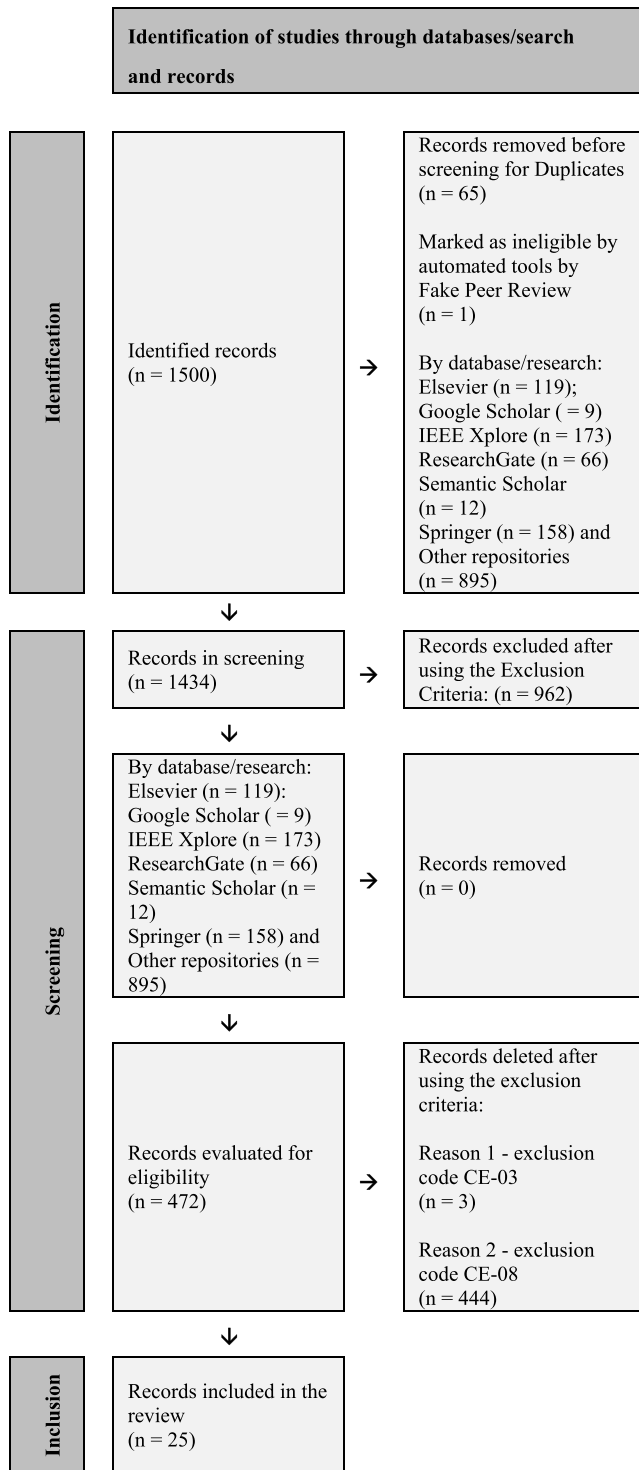 Identification of studies through databases/search
and records
Identification
Identified records
(n = 1500)
→
Records removed before
screening for Duplicates
(n = 65)
Marked as ineligible by
automated tools by
Fake Peer Review
(n = 1)
By database/research:
Elsevier (n = 119);
Google Scholar ( = 9)
IEEE Xplore (n = 173)
ResearchGate (n = 66)
Semantic Scholar
(n = 12)
Springer (n = 158) and
Other repositories
(n = 895)
↓
Screening
Records in screening
(n = 1434)
→
Records excluded after
using the Exclusion
Criteria: (n = 962)
↓
By database/research:
Elsevier (n = 119):
Google Scholar ( = 9)
IEEE Xplore (n = 173)
ResearchGate (n = 66)
Semantic Scholar (n =
12)
Springer (n = 158) and
Other repositories (n =
895)
→
Records removed
(n = 0)
↓
Records evaluated for
eligibility
(n = 472)
→
Records deleted after
using the exclusion
criteria:
Reason 1 - exclusion
code CE-03
(n = 3)
Reason 2 - exclusion
code CE-08
(n = 444)
↓
Inclusion
Records included in the
review
(n = 25)